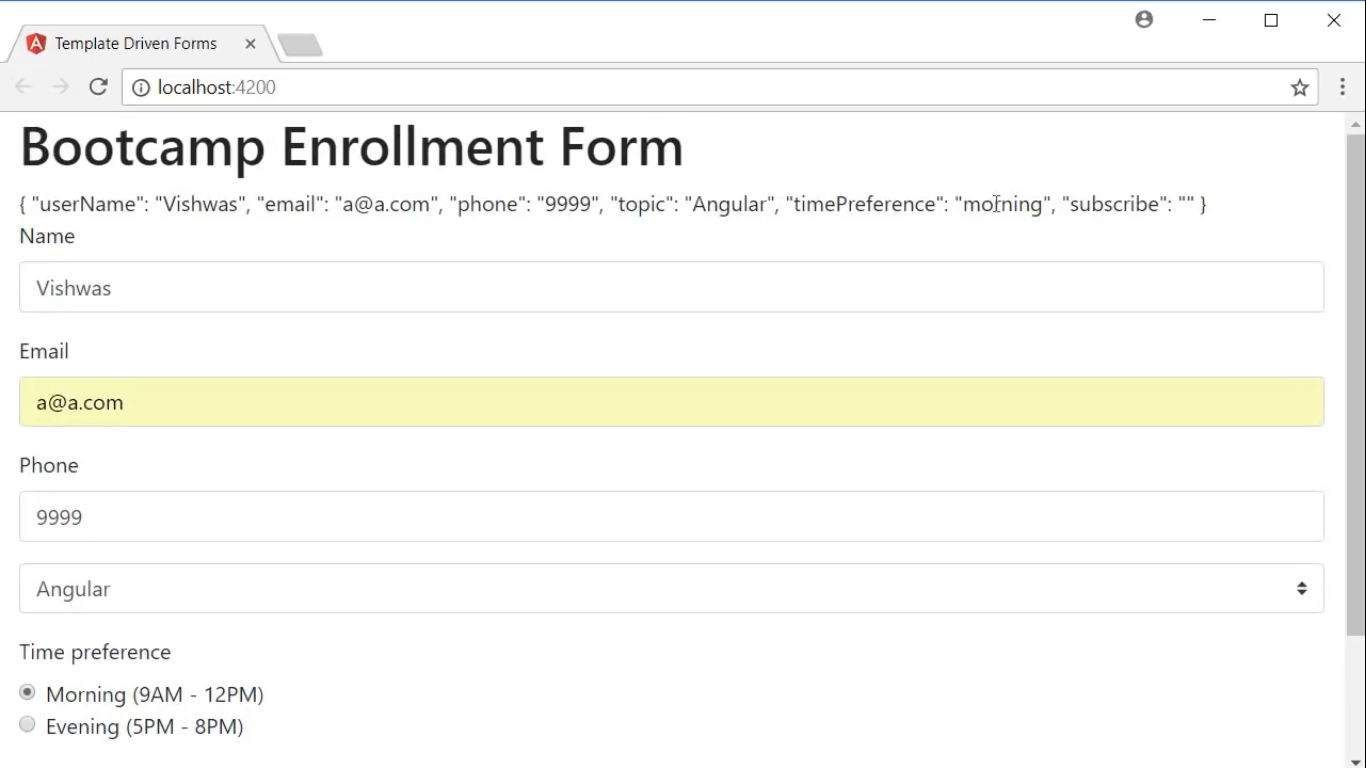 Template Driven Forms
localhost:4200
Bootcamp Enrollment Form
{ "userName": "Vishwas", "email": "a@a.com", "phone": "9999", "topic": "Angular", "timePreference": "morning", "subscribe": "" }
Name
Vishwas
Email
a@a.com
Phone
9999
Angular
Time preference
Morning (9AM - 12PM)
Evening (5PM - 8PM)